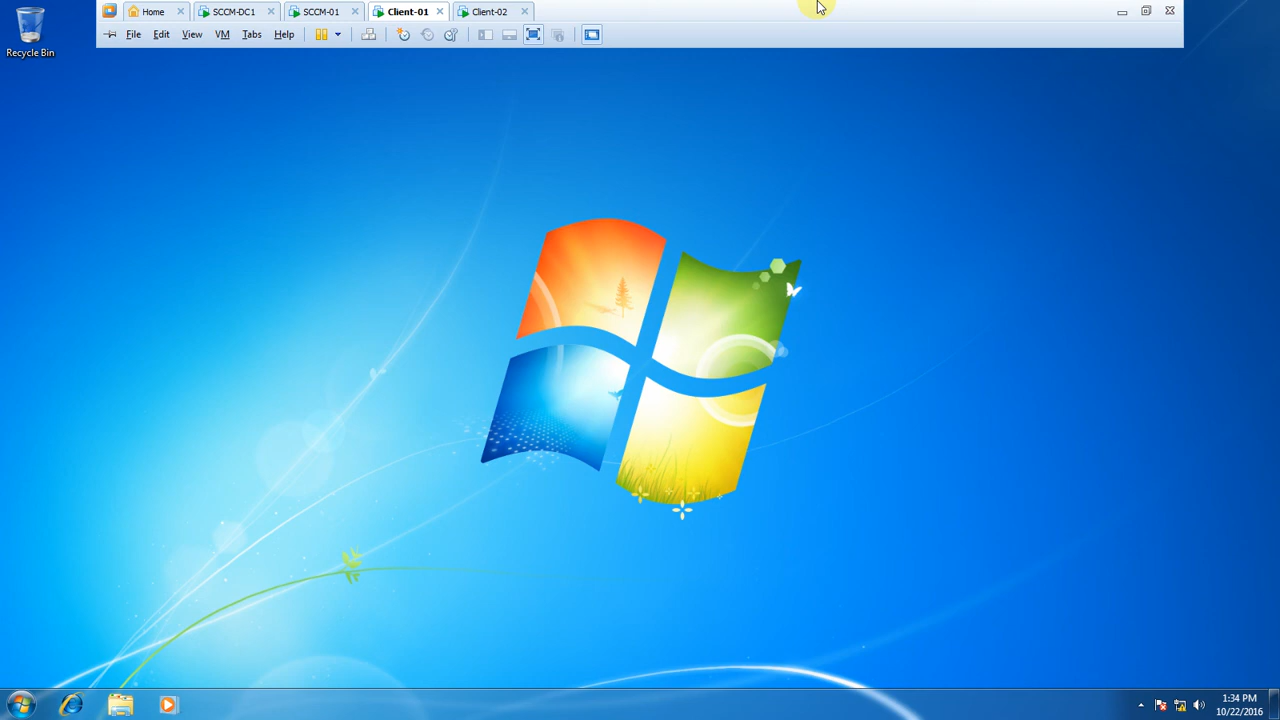 Home SCCM-DC1 SCCM-01 Client-01 Client-02
File Edit View VM Tabs Help
Recycle Bin
1:34 PM
10/22/2016